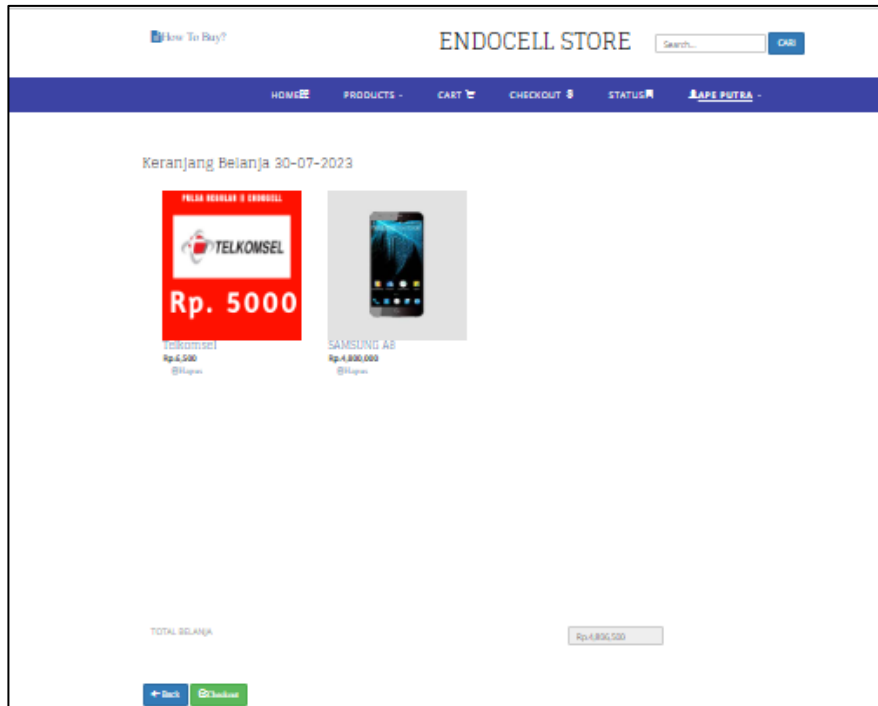 How To Buy?
ENDOCELL STORE
Search...
CARI
HOME
PRODUCTS
CART
CHECKOUT
STATUS
APE PUTRA
Keranjang Belanja 30-07-2023
PULSA REGULAR @ ENDOCELL
TELKOMSEL
Rp. 5000
Telkomsel
Rp.6,500
Hapus
SAMSUNG A8
Rp.4,800,000
Hapus
TOTAL BELANJA
Rp.4,806,500
Back
Checkout